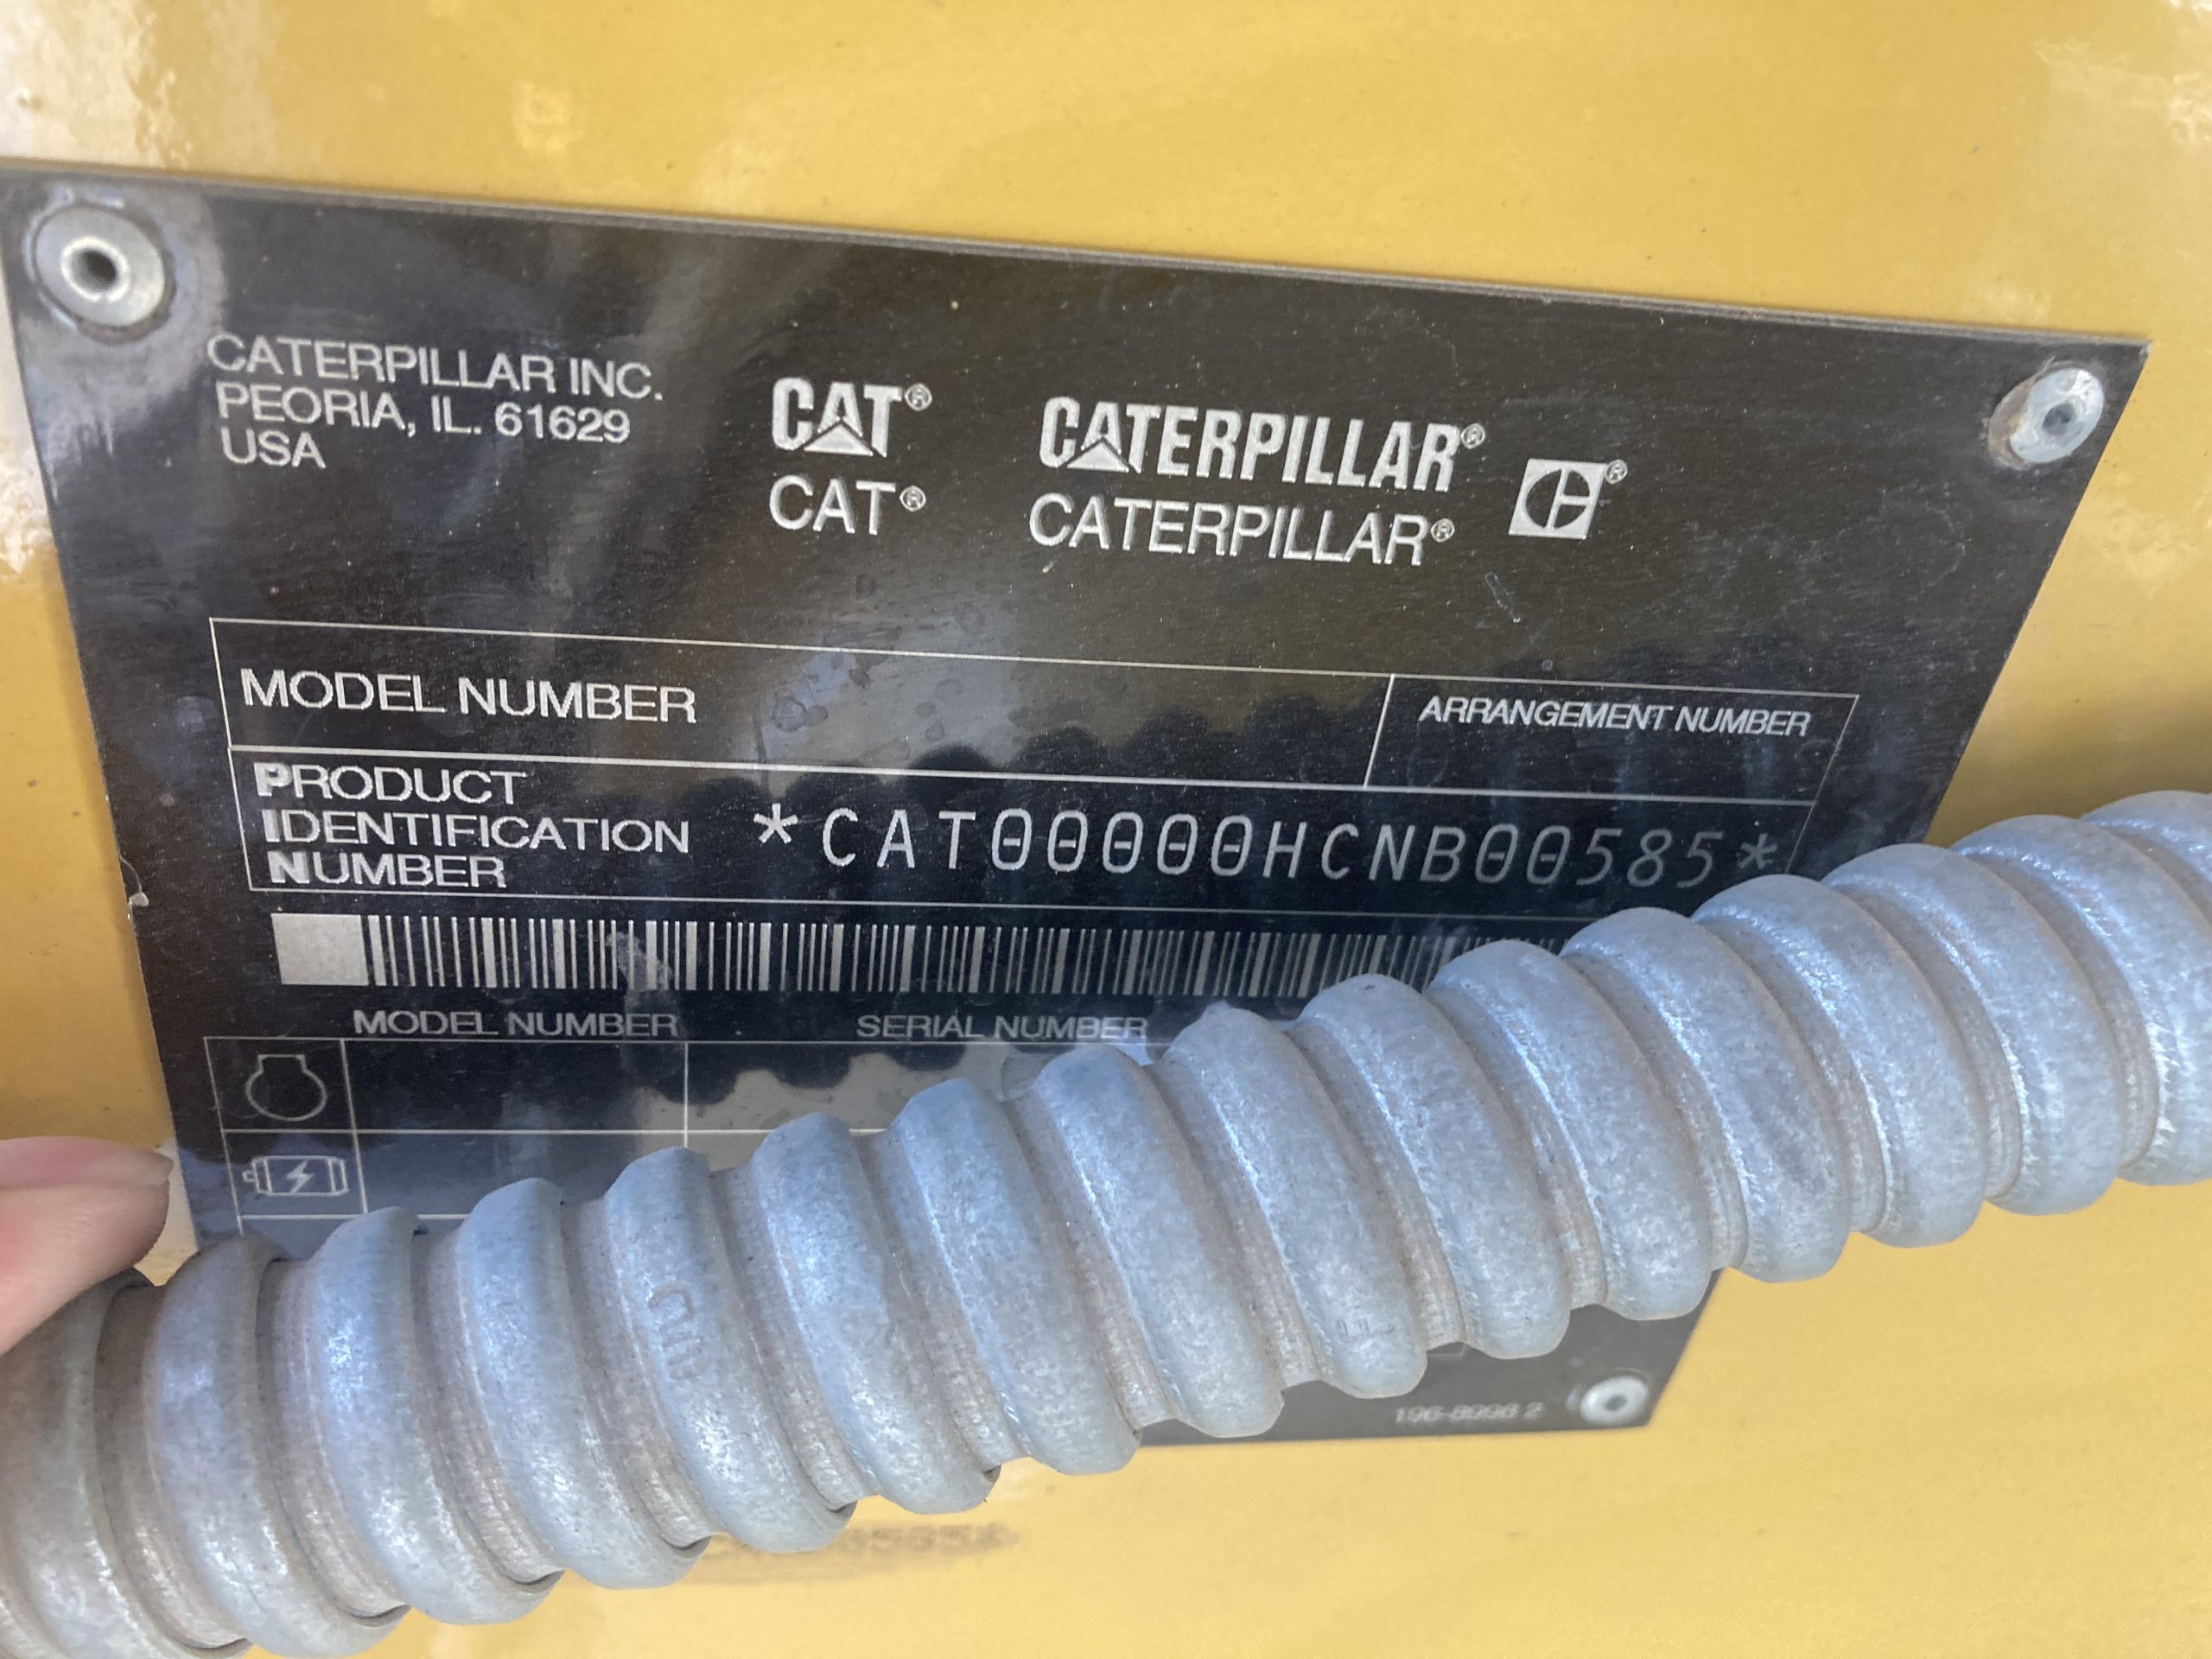 CATERPILLAR INC.
PEORIA, IL. 61629
USA
CAT® CATERPILLAR® ®
CAT® CATERPILLAR®
MODEL NUMBER
ARRANGEMENT NUMBER
PRODUCT
IDENTIFICATION
NUMBER
*CAT00000HCNB00585*
MODEL NUMBER SERIAL NUMBER
196-8998 2